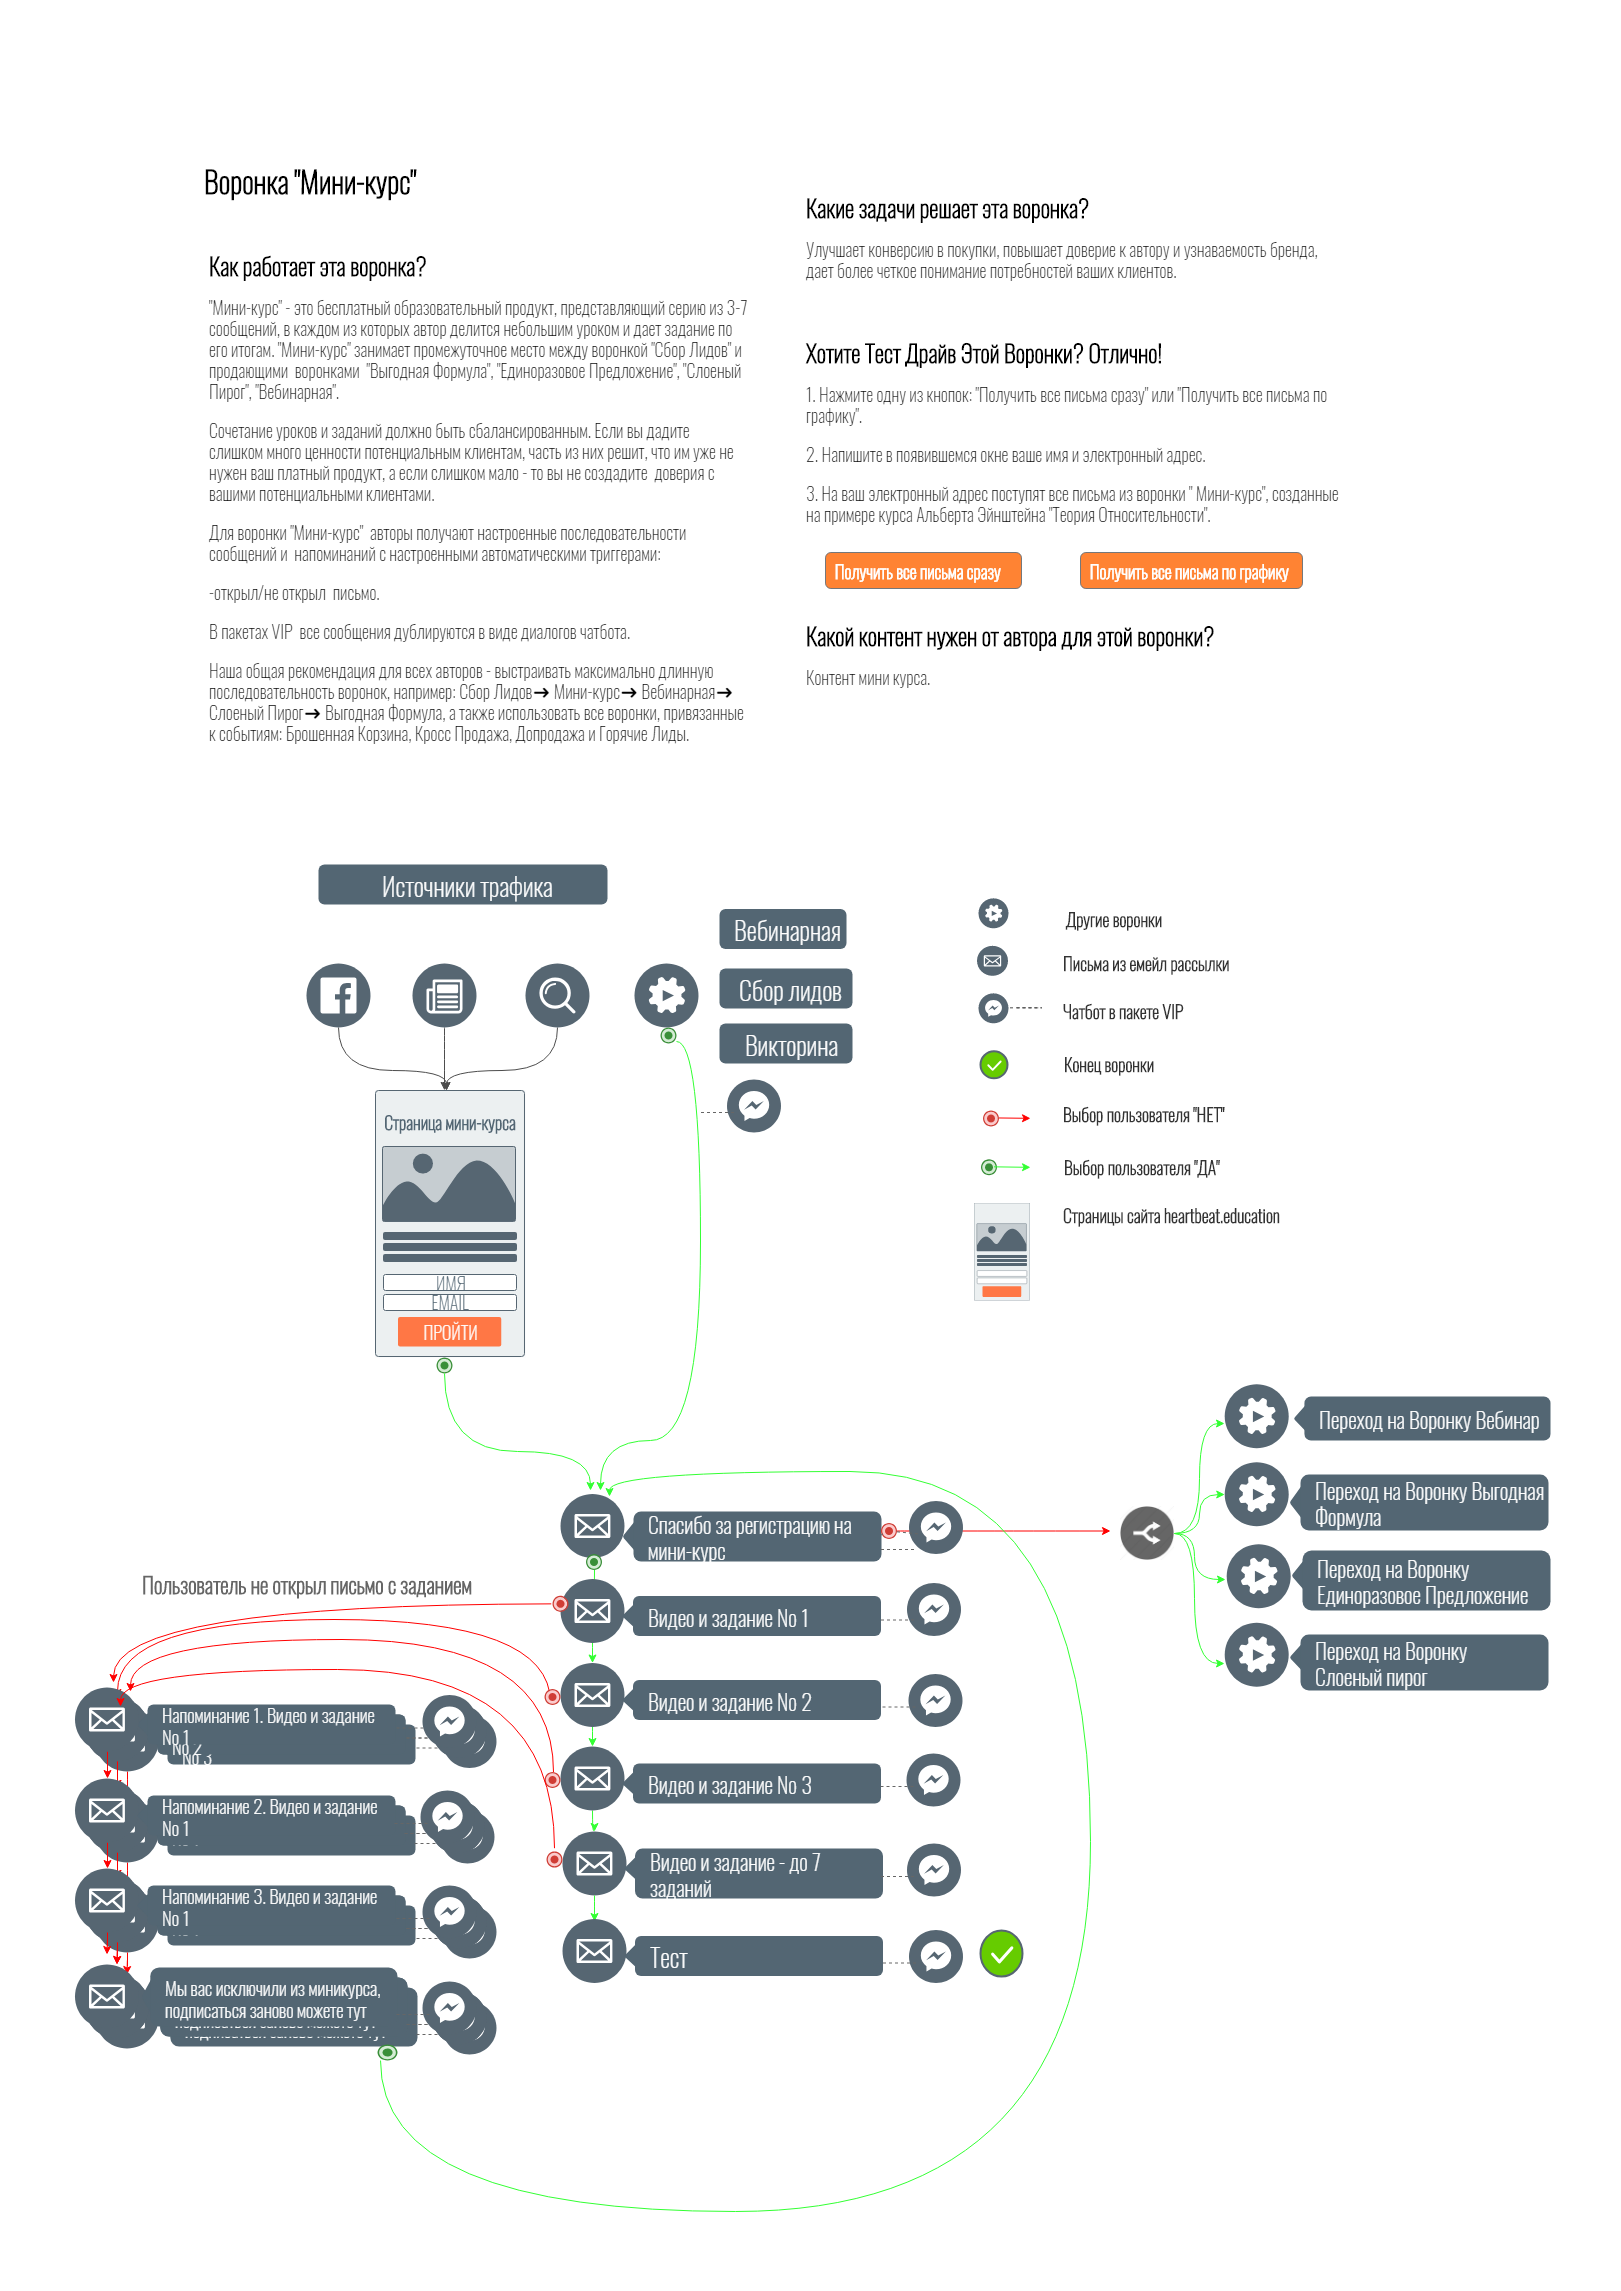 Воронка "Мини-курс"
Как работает эта воронка?
"Мини-курс" - это бесплатный образовательный продукт, представляющий серию из 3-7
сообщений, в каждом из которых автор делится небольшим уроком и дает задание по
его итогам. "Мини-курс" занимает промежуточное место между воронкой "Сбор Лидов" и
продающими воронками "Выгодная Формула", "Единоразовое Предложение", "Слоеный
Пирог", "Вебинарная".
Сочетание уроков и заданий должно быть сбалансированным. Если вы дадите
слишком много ценности потенциальным клиентам, часть из них решит, что им уже не
нужен ваш платный продукт, а если слишком мало - то вы не создадите доверия с
вашими потенциальными клиентами.
Для воронки "Мини-курс" авторы получают настроенные последовательности
сообщений и напоминаний с настроенными автоматическими триггерами:
-открыл/не открыл письмо.
В пакетах VIP все сообщения дублируются в виде диалогов чатбота.
Наша общая рекомендация для всех авторов - выстраивать максимально длинную
последовательность воронок, например: Сбор Лидов→ Мини-курс→ Вебинарная→
Слоеный Пирог→ Выгодная Формула, а также использовать все воронки, привязанные
к событиям: Брошенная Корзина, Кросс Продажа, Допродажа и Горячие Лиды.
Какие задачи решает эта воронка?
Улучшает конверсию в покупки, повышает доверие к автору и узнаваемость бренда,
дает более четкое понимание потребностей ваших клиентов.
Хотите Тест Драйв Этой Воронки? Отлично!
1. Нажмите одну из кнопок: "Получить все письма сразу" или "Получить все письма по
графику".
2. Напишите в появившемся окне ваше имя и электронный адрес.
3. На ваш электронный адрес поступят все письма из воронки " Мини-курс", созданные
на примере курса Альберта Эйнштейна "Теория Относительности".
Получить все письма сразу
Получить все письма по графику
Какой контент нужен от автора для этой воронки?
Контент мини курса.
Источники трафика
Вебинарная
Сбор лидов
Викторина
Другие воронки
Письма из емейл рассылки
Чатбот в пакете VIP
Конец воронки
Выбор пользователя "НЕТ"
Выбор пользователя "ДА"
Страницы сайта heartbeat.education
Страница мини-курса
ИМЯ
EMAIL
ПРОЙТИ
Переход на Воронку Вебинар
Переход на Воронку Выгодная
Формула
Переход на Воронку
Единоразовое Предложение
Переход на Воронку
Слоеный пирог
Спасибо за регистрацию на
мини-курс
Видео и задание No 1
Видео и задание No 2
Видео и задание No 3
Видео и задание - до 7
заданий
Тест
Пользователь не открыл письмо с заданием
Напоминание 1. Видео и задание
No 1
No 2
No 3
Напоминание 2. Видео и задание
No 1
Напоминание 3. Видео и задание
No 1
Мы вас исключили из миникурса,
подписаться заново можете тут